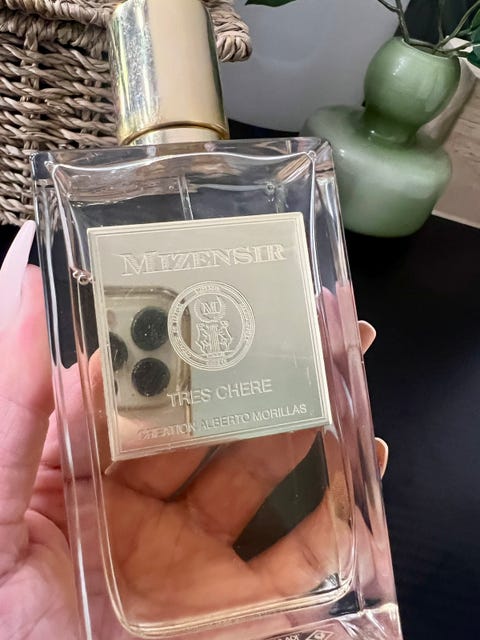 MIZENSIR
M
TRES CHERE
CREATION ALBERTO MORILLAS